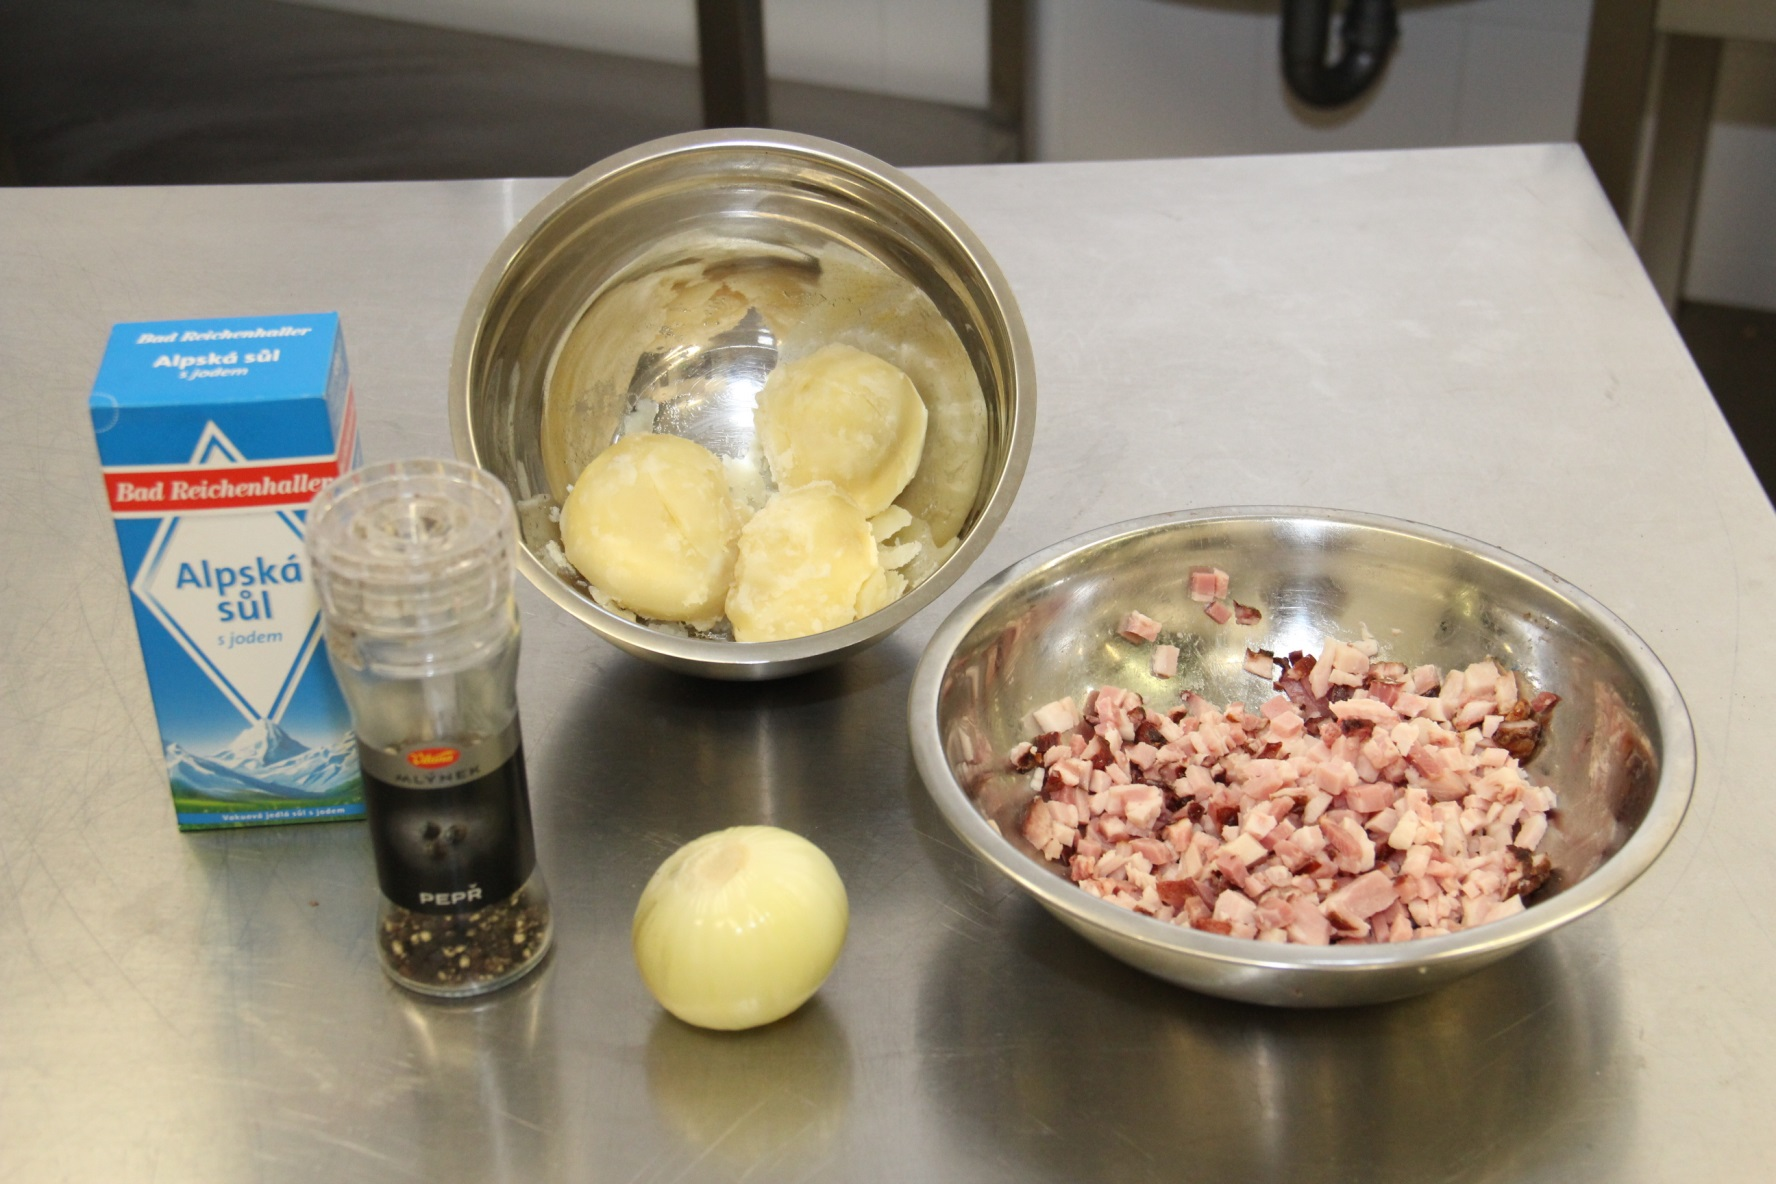 Bad Reichenhaller
Alpská sůl
s jodem
Bad Reichenhaller
Alpská
sůl
s jodem
Vakuová jedlá sůl s jodem
Vitana
MLÝNEK
PEPŘ